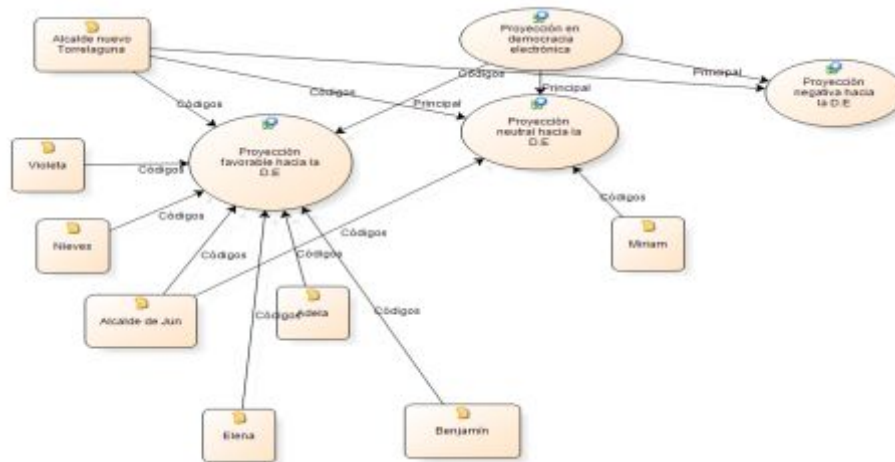 Alcalde nuevo
Torrelaguna
Proyección en
democracia
electrónica
Códigos
Principal
Proyección
negativa hacia
la D.E
Códigos
Códigos
Principal
Principal
Proyección
favorable hacia la
D.E
Proyección
neutral hacia la
D.E
Violeta
Códigos
Nieves
Códigos
Códigos
Miriam
Códigos
Códigos
Códigos
Alcalde de Jun
Códigos
Adela
Códigos
Elena
Benjamín